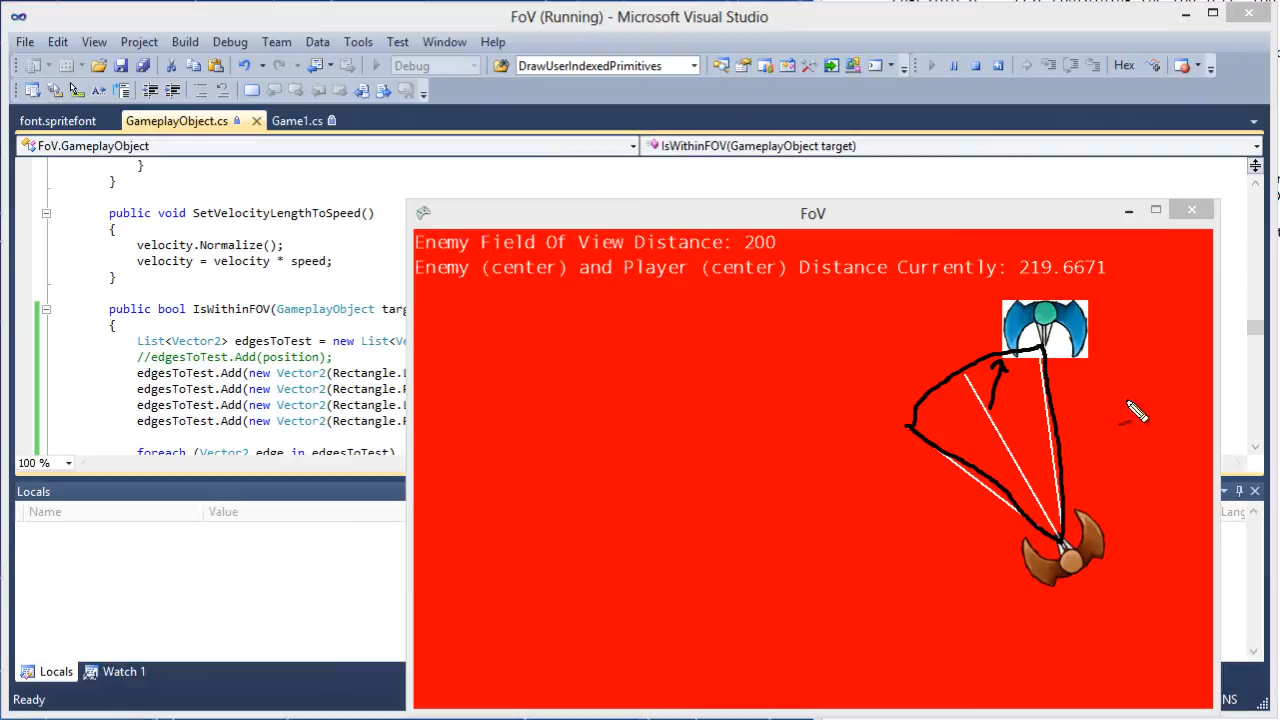 FoV (Running) - Microsoft Visual Studio
File Edit View Project Build Debug Team Data Tools Test Window Help
Debug DrawUserIndexedPrimitives Hex
font.spritefont GameplayObject.cs Game1.cs
FoV.GameplayObject IsWithinFOV(GameplayObject target)
}
}
public void SetVelocityLengthToSpeed()
{
velocity.Normalize();
velocity = velocity * speed;
}
public bool IsWithinFOV(GameplayObject targ
{
List<Vector2> edgesToTest = new List<Ve
//edgesToTest.Add(position);
edgesToTest.Add(new Vector2(Rectangle.L
edgesToTest.Add(new Vector2(Rectangle.R
edgesToTest.Add(new Vector2(Rectangle.L
edgesToTest.Add(new Vector2(Rectangle.R
foreach (Vector2 edge in edgesToTest)
100 %
Locals
Name Value
Lang
Locals Watch 1
Ready
NS
FoV
Enemy Field Of View Distance: 200
Enemy (center) and Player (center) Distance Currently: 219.6671